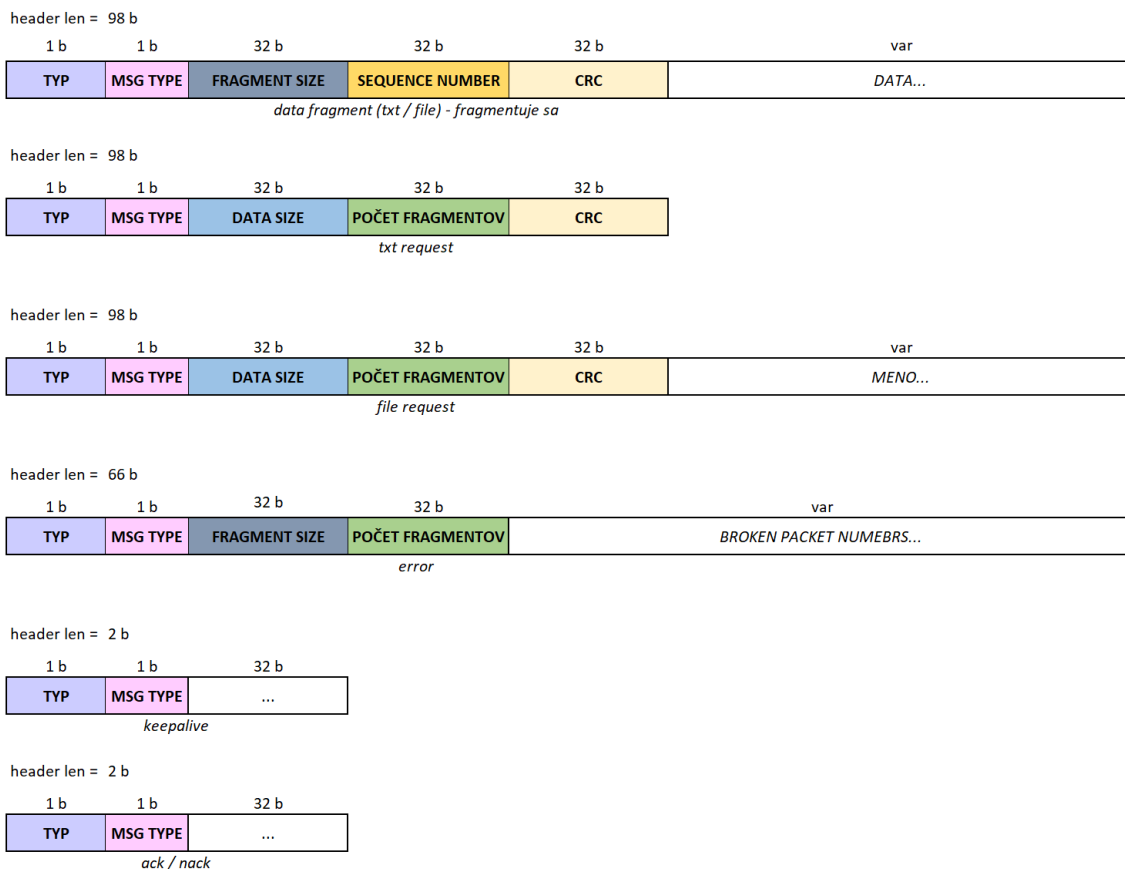 header len = 98 b
1 b 1 b 32 b 32 b 32 b var
TYP MSG TYPE FRAGMENT SIZE SEQUENCE NUMBER CRC DATA...
data fragment (txt / file) - fragmentuje sa
header len = 98 b
1 b 1 b 32 b 32 b 32 b
TYP MSG TYPE DATA SIZE POČET FRAGMENTOV CRC
txt request
header len = 98 b
1 b 1 b 32 b 32 b 32 b var
TYP MSG TYPE DATA SIZE POČET FRAGMENTOV CRC MENO...
file request
header len = 66 b
1 b 1 b 32 b 32 b var
TYP MSG TYPE FRAGMENT SIZE POČET FRAGMENTOV BROKEN PACKET NUMEBRS...
error
header len = 2 b
1 b 1 b 32 b
TYP MSG TYPE ...
keepalive
header len = 2 b
1 b 1 b 32 b
TYP MSG TYPE ...
ack / nack